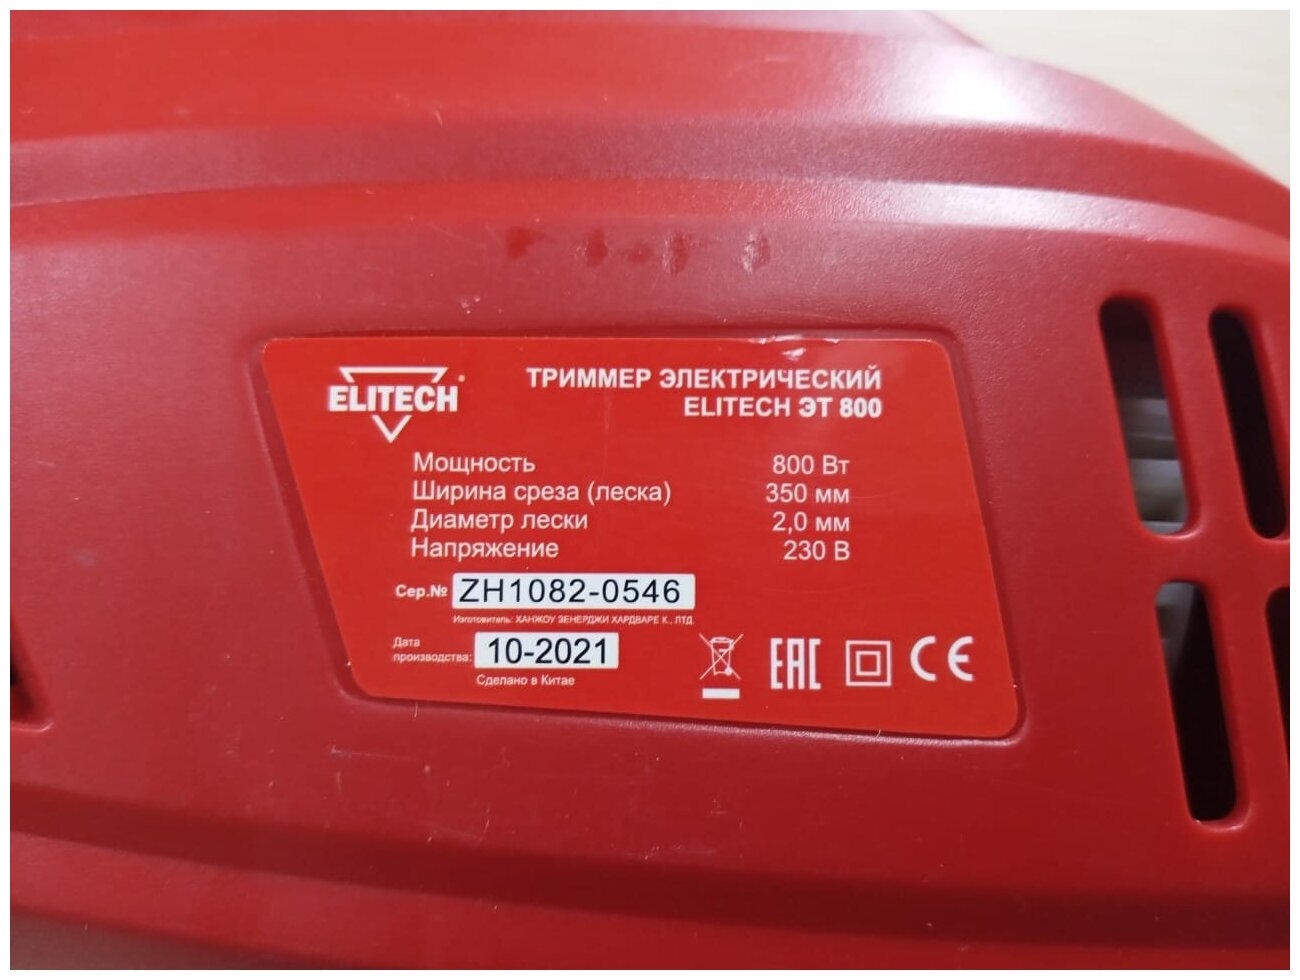 ELITECH
ТРИММЕР ЭЛЕКТРИЧЕСКИЙ
ELITECH ЭТ 800
Мощность 800 Вт
Ширина среза (леска) 350 мм
Диаметр лески 2,0 мм
Напряжение 230 В
Сер.№ ZH1082-0546
Изготовитель: ХАНЖОУ ЗЕНЕРДЖИ ХАРДВАРЕ К., ЛТД
Дата
производства: 10-2021
Сделано в Китае
EAC CE